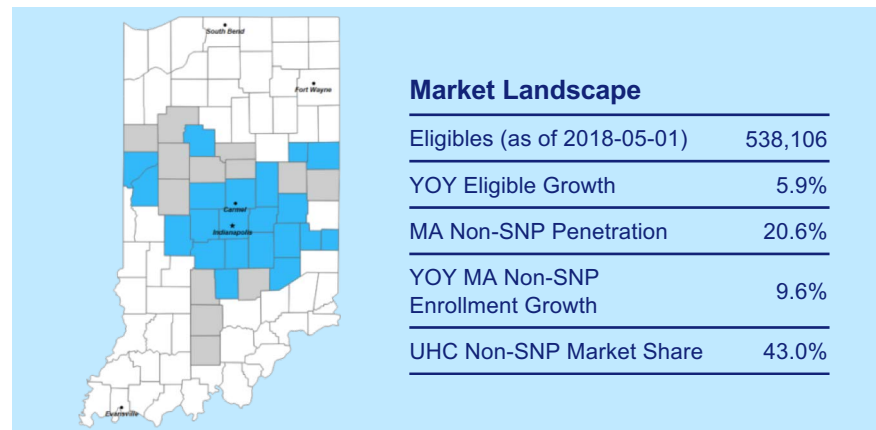 South Bend
Fort Wayne
Carmel
Indianapolis
Evansville
Market Landscape
Eligibles (as of 2018-05-01) 538,106
YOY Eligible Growth 5.9%
MA Non-SNP Penetration 20.6%
YOY MA Non-SNP
Enrollment Growth 9.6%
UHC Non-SNP Market Share 43.0%